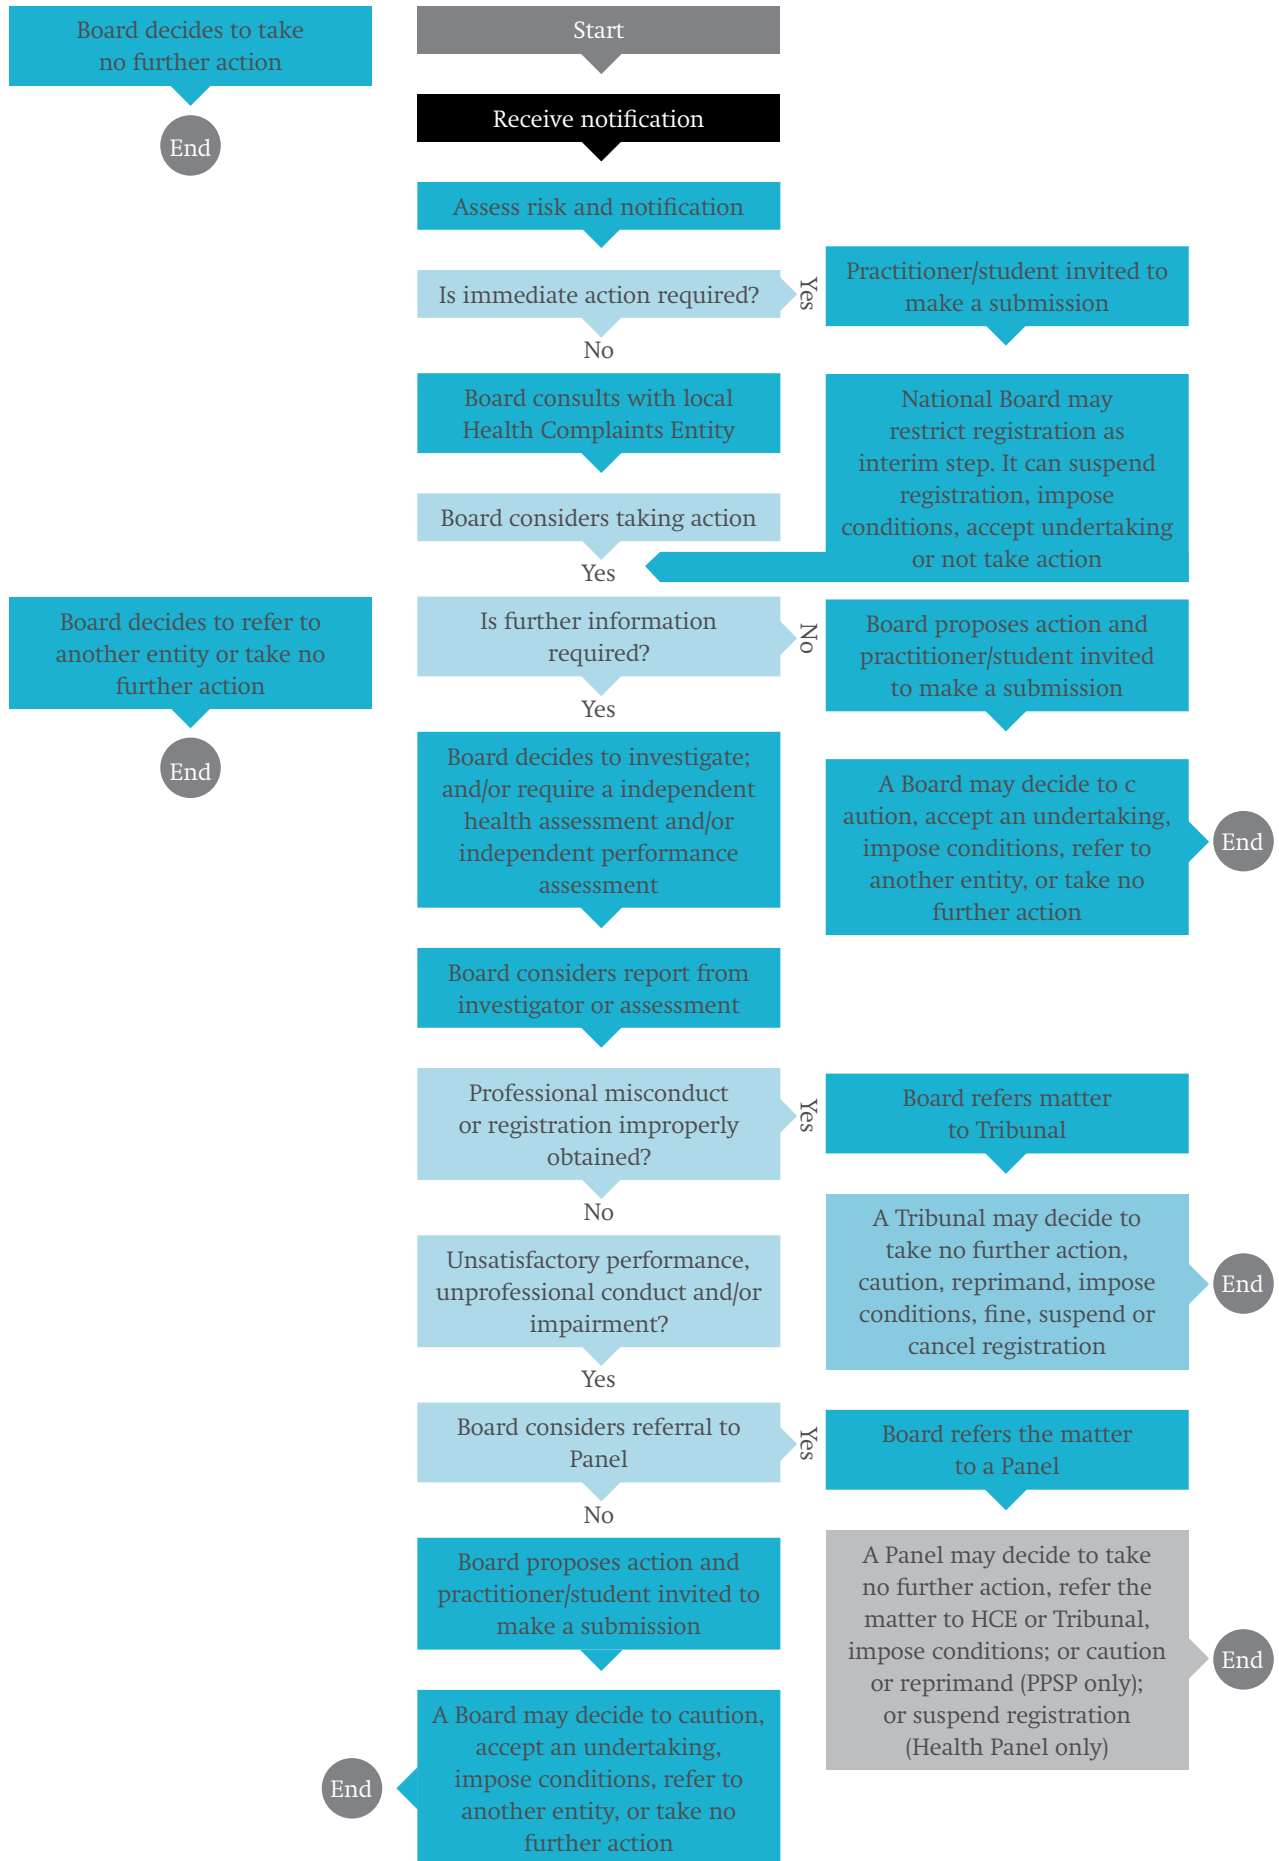 Board decides to take
no further action
End
Start
Receive notification
Assess risk and notification
Is immediate action required?
Yes
Practitioner/student invited to
make a submission
No
Board consults with local
Health Complaints Entity
National Board may
restrict registration as
interim step. It can suspend
registration, impose
conditions, accept undertaking
or not take action
Board considers taking action
Yes
Board decides to refer to
another entity or take no
further action
End
Is further information
required?
No
Board proposes action and
practitioner/student invited
to make a submission
Yes
Board decides to investigate;
and/or require a independent
health assessment and/or
independent performance
assessment
A Board may decide to c
aution, accept an undertaking,
impose conditions, refer to
another entity, or take no
further action
End
Board considers report from
investigator or assessment
Professional misconduct
or registration improperly
obtained?
Yes
Board refers matter
to Tribunal
No
A Tribunal may decide to
take no further action,
caution, reprimand, impose
conditions, fine, suspend or
cancel registration
End
Unsatisfactory performance,
unprofessional conduct and/or
impairment?
Yes
Board considers referral to
Panel
Yes
Board refers the matter
to a Panel
No
Board proposes action and
practitioner/student invited to
make a submission
A Panel may decide to take
no further action, refer the
matter to HCE or Tribunal,
impose conditions; or caution
or reprimand (PPSP only);
or suspend registration
(Health Panel only)
End
A Board may decide to caution,
accept an undertaking,
impose conditions, refer to
another entity, or take no
further action
End